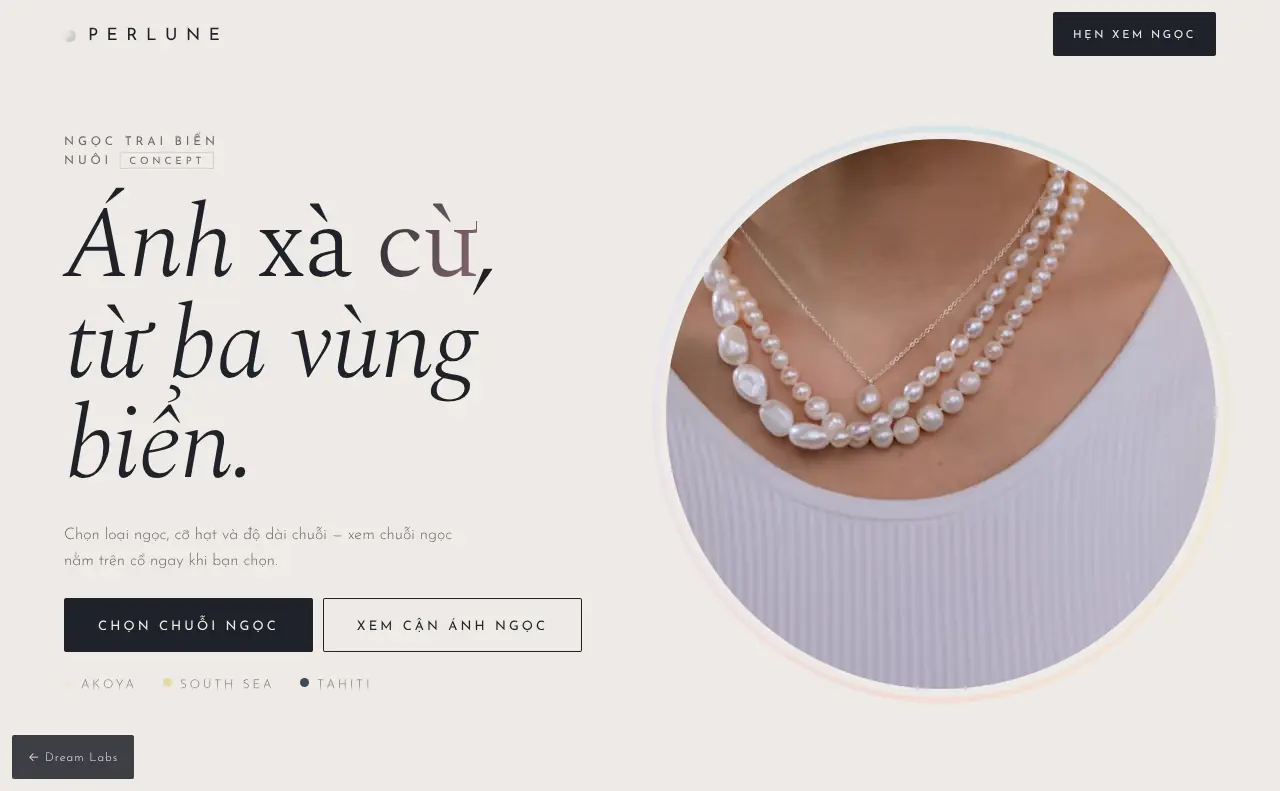 PERLUNE
HẸN XEM NGỌC
NGỌC TRAI BIỂN
NUÔI CONCEPT
Ánh xà cừ,
từ ba vùng
biển.
Chọn loại ngọc, cỡ hạt và độ dài chuỗi – xem chuỗi ngọc
nằm trên cổ ngay khi bạn chọn.
CHỌN CHUỖI NGỌC
XEM CẬN ÁNH NGỌC
AKOYA SOUTH SEA TAHITI
← Dream Labs